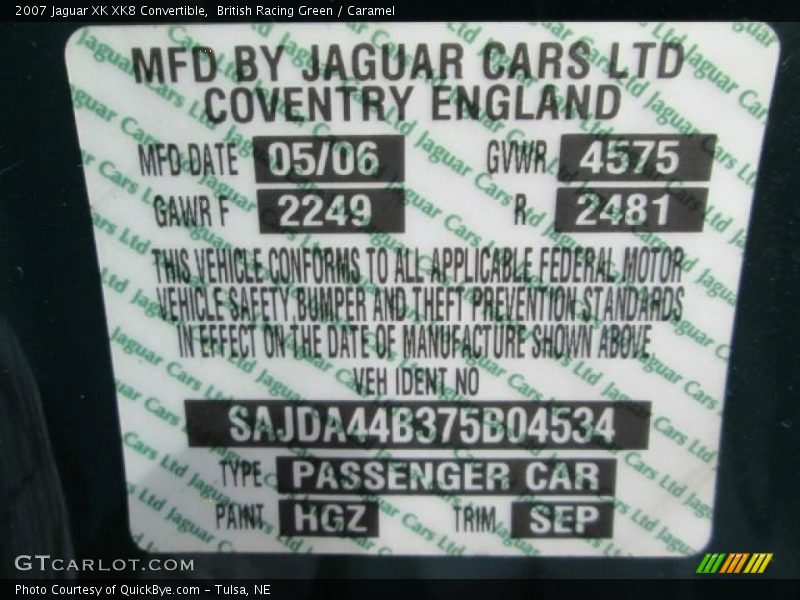 2007 Jaguar XK XK8 Convertible,  British Racing Green / Caramel
MFD BY JAGUAR CARS LTD
COVENTRY ENGLAND
MFD DATE 05/06 GVWR 4575
GAWR F 2249 R 2481
THIS VEHICLE CONFORMS TO ALL APPLICABLE FEDERAL MOTOR
VEHICLE SAFETY BUMPER AND THEFT PREVENTION STANDARDS
IN EFFECT ON THE DATE OF MANUFACTURE SHOWN ABOVE
VEH IDENT NO
SAJDA44B375B04534
TYPE PASSENGER CAR
PAINT HGZ TRIM SEP
GTCARLOT.COM
Photo Courtesy of QuickBye.com – Tulsa, NE